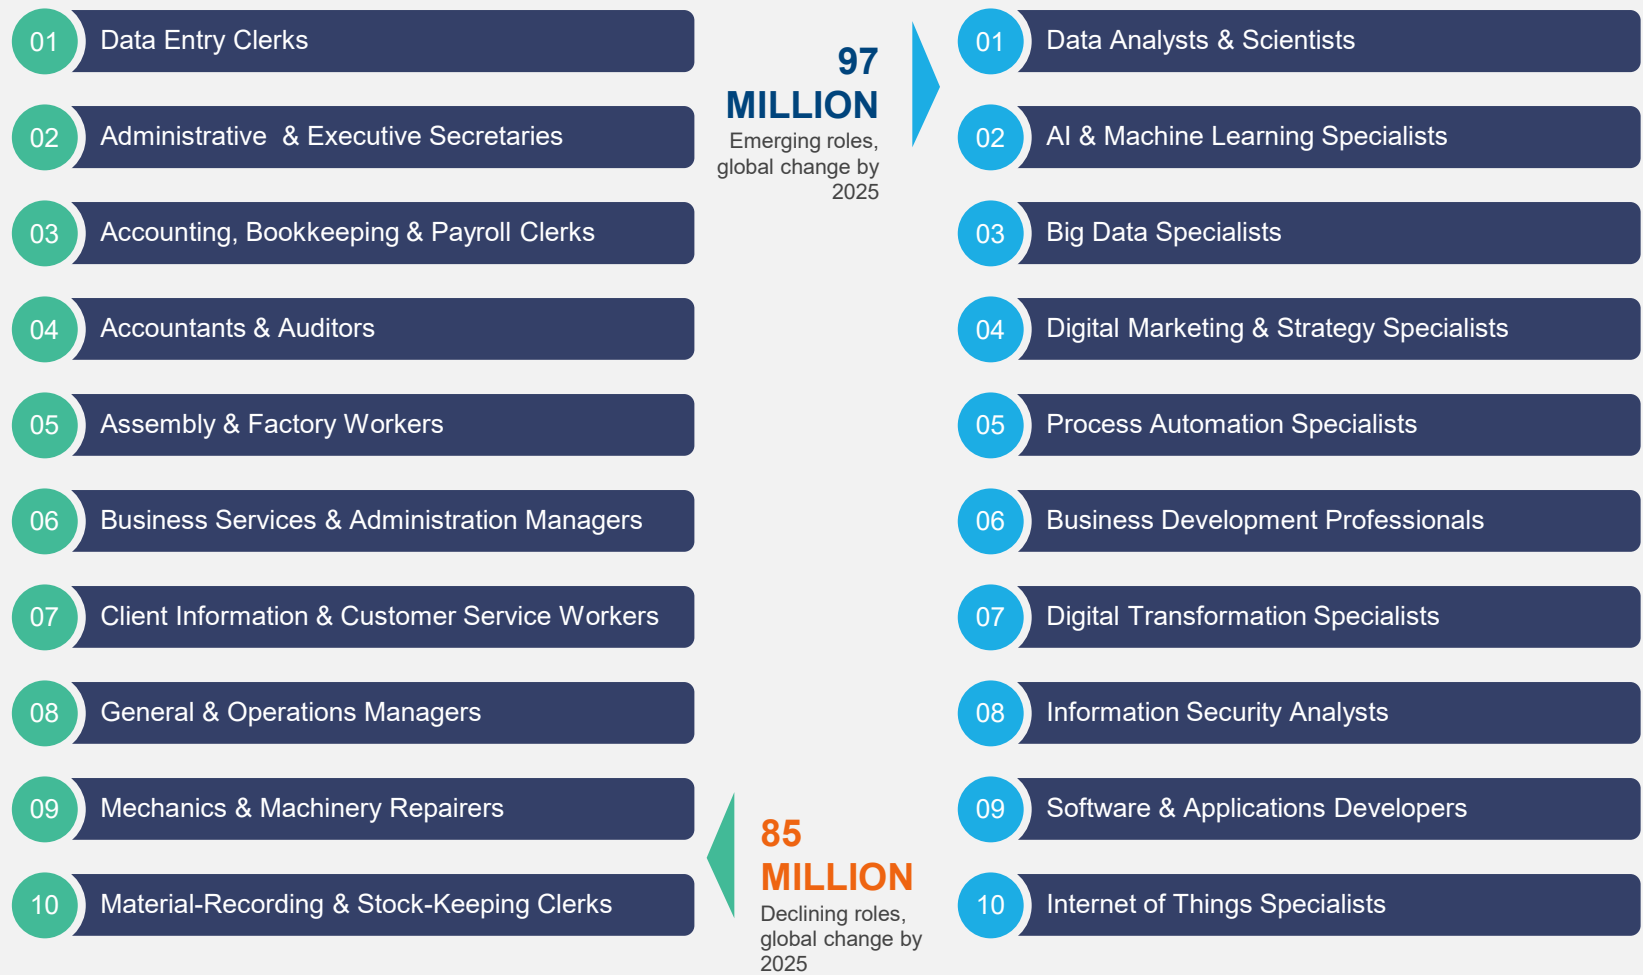 01
Data Entry Clerks
02
Administrative  & Executive Secretaries
03
Accounting, Bookkeeping & Payroll Clerks
04
Accountants & Auditors
05
Assembly & Factory Workers
06
Business Services & Administration Managers
07
Client Information & Customer Service Workers
08
General & Operations Managers
09
Mechanics & Machinery Repairers
10
Material-Recording & Stock-Keeping Clerks
97
MILLION
Emerging roles,
global change by
2025
85
MILLION
Declining roles,
global change by
2025
01
Data Analysts & Scientists
02
AI & Machine Learning Specialists
03
Big Data Specialists
04
Digital Marketing & Strategy Specialists
05
Process Automation Specialists
06
Business Development Professionals
07
Digital Transformation Specialists
08
Information Security Analysts
09
Software & Applications Developers
10
Internet of Things Specialists